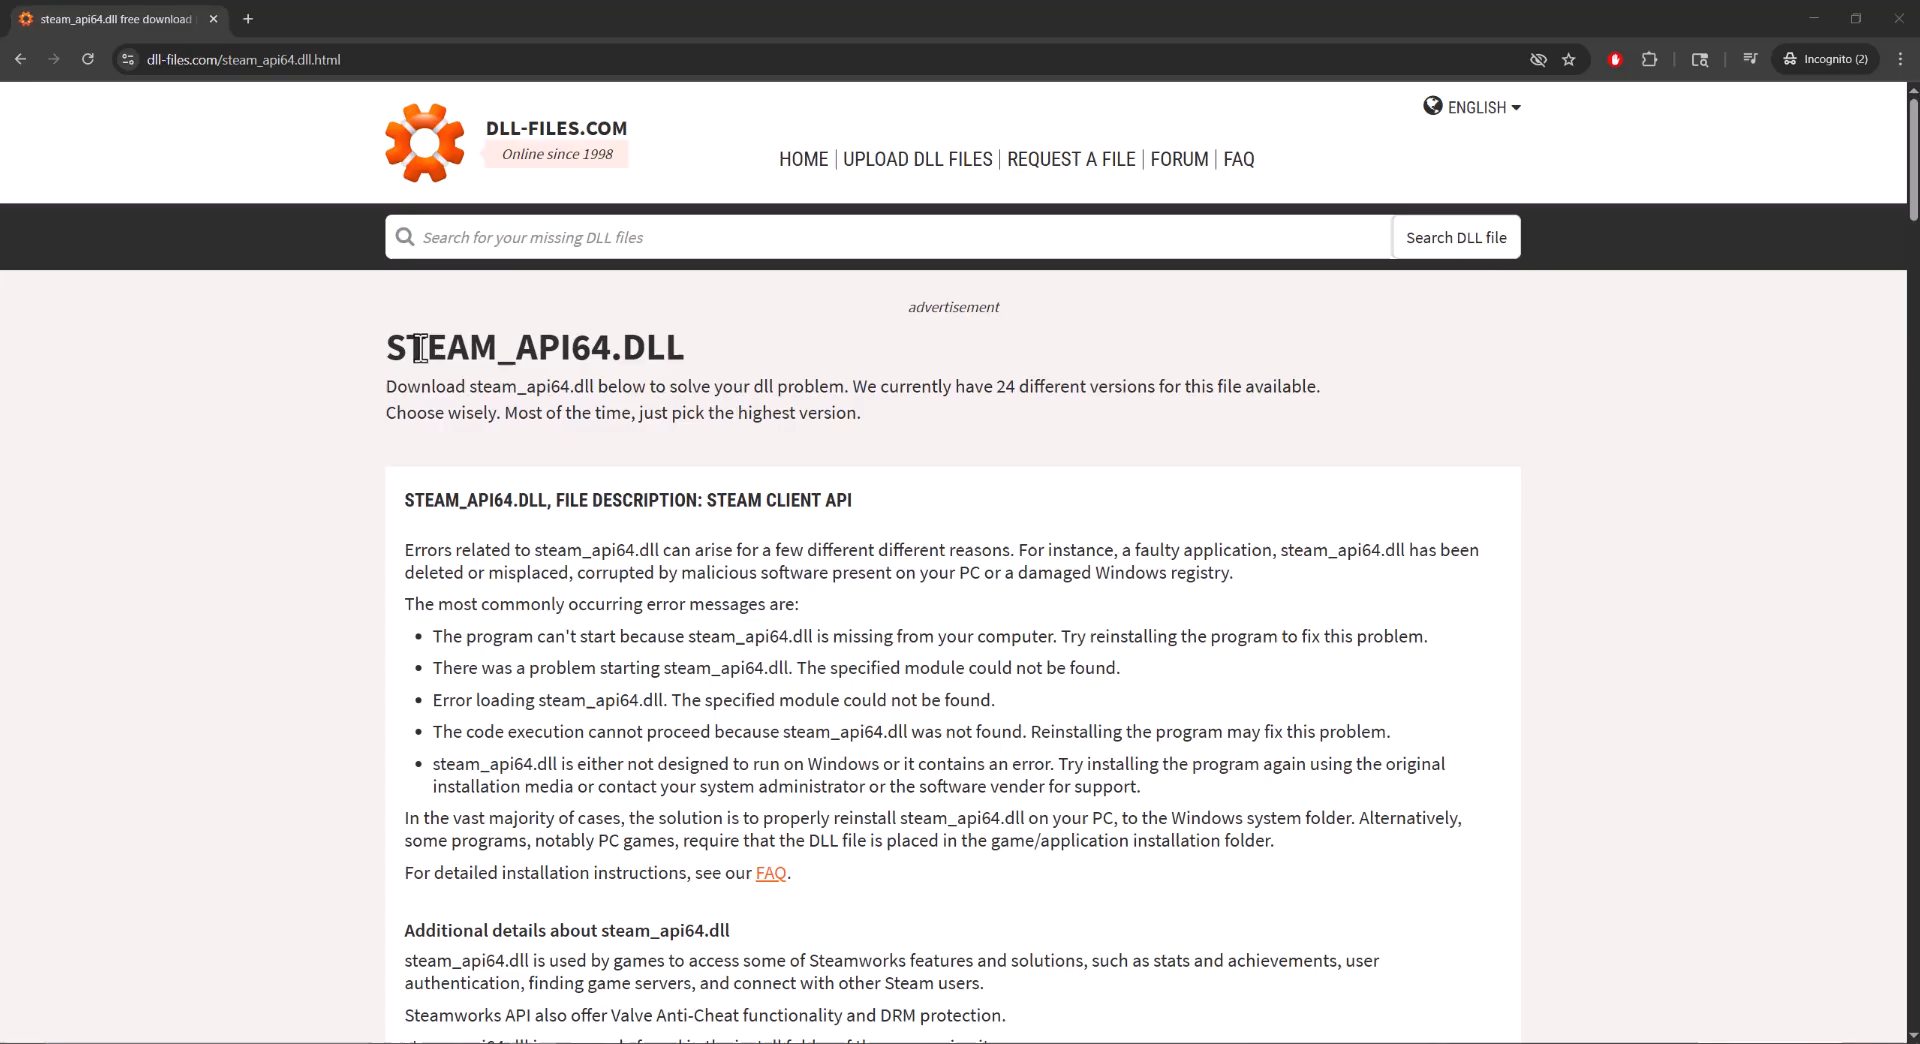 steam_api64.dll free download
dll-files.com/steam_api64.dll.html
Incognito (2)
DLL-FILES.COM
Online since 1998
ENGLISH
HOME | UPLOAD DLL FILES | REQUEST A FILE | FORUM | FAQ
Search for your missing DLL files
Search DLL file
advertisement
STEAM_API64.DLL
Download steam_api64.dll below to solve your dll problem. We currently have 24 different versions for this file available.
Choose wisely. Most of the time, just pick the highest version.
STEAM_API64.DLL, FILE DESCRIPTION: STEAM CLIENT API
Errors related to steam_api64.dll can arise for a few different different reasons. For instance, a faulty application, steam_api64.dll has been
deleted or misplaced, corrupted by malicious software present on your PC or a damaged Windows registry.
The most commonly occurring error messages are:
• The program can't start because steam_api64.dll is missing from your computer. Try reinstalling the program to fix this problem.
• There was a problem starting steam_api64.dll. The specified module could not be found.
• Error loading steam_api64.dll. The specified module could not be found.
• The code execution cannot proceed because steam_api64.dll was not found. Reinstalling the program may fix this problem.
• steam_api64.dll is either not designed to run on Windows or it contains an error. Try installing the program again using the original
installation media or contact your system administrator or the software vender for support.
In the vast majority of cases, the solution is to properly reinstall steam_api64.dll on your PC, to the Windows system folder. Alternatively,
some programs, notably PC games, require that the DLL file is placed in the game/application installation folder.
For detailed installation instructions, see our FAQ.
Additional details about steam_api64.dll
steam_api64.dll is used by games to access some of Steamworks features and solutions, such as stats and achievements, user
authentication, finding game servers, and connect with other Steam users.
Steamworks API also offer Valve Anti-Cheat functionality and DRM protection.